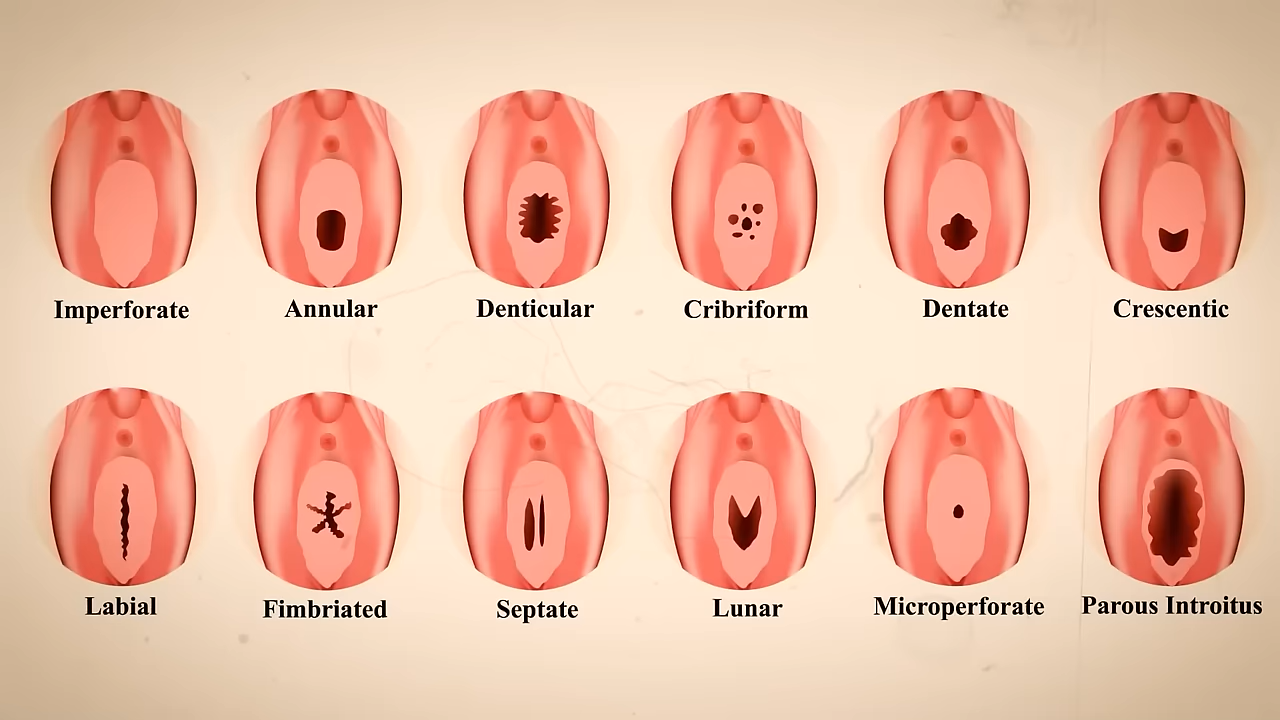 Imperforate
Annular
Denticular
Cribriform
Dentate
Crescentic
Labial
Fimbriated
Septate
Lunar
Microperforate
Parous Introitus